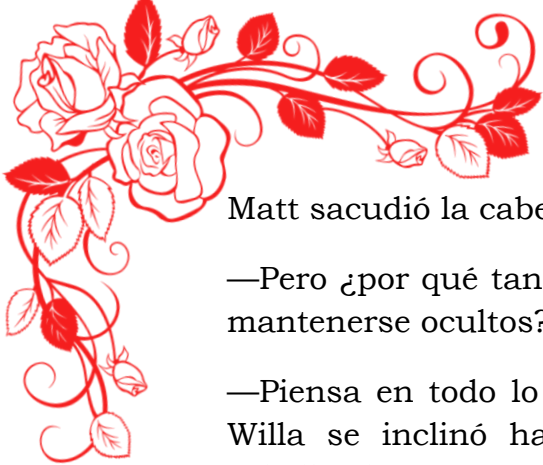 Matt sacudió la cabe
—Pero ¿por qué tan
mantenerse ocultos?
—Piensa en todo lo
Willa se inclinó ha